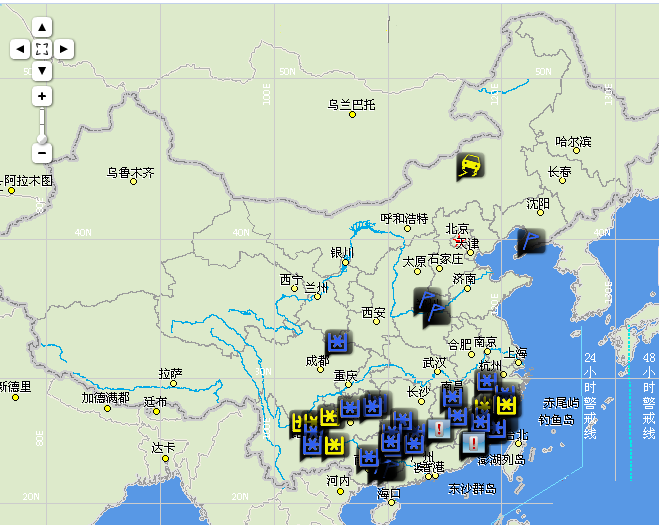 50N
100E
50N
120E
乌兰巴托
哈尔滨
阿拉木图
乌鲁木齐
长春
沈阳
呼和浩特
北京
天津
40N
40N
40N
银川
太原
石家庄
西宁
兰州
济南
西安
合肥
南京
上海
成都
武汉
杭州
24小时警戒线
48小时警戒线
重庆
拉萨
新德里
加德满都
廷布
长沙
南昌
赤尾屿
钓鱼岛
80E
达卡
澎湖列岛
河内
香港
20N
20N
海口
东沙群岛